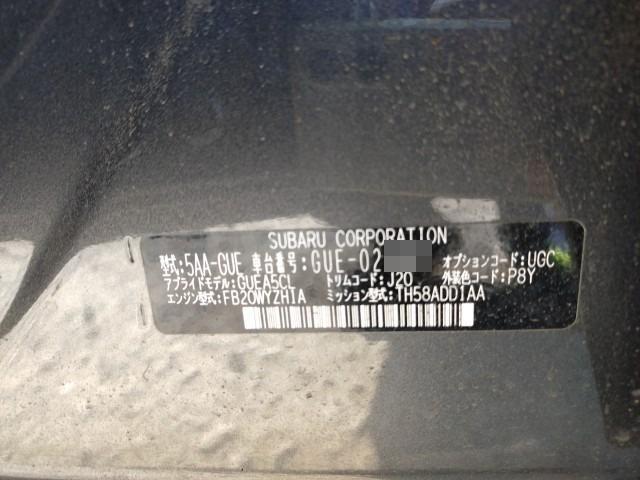 SUBARU CORPORATION
型式:5AA-GUE 車台番号:GUE-02
アプライドモデル:GUEA5CL トリムコード:J20 オプションコード:UGC
エンジン型式:FB20WYZH1A ミッション型式:TH58ADD1AA 外装色コード:P8Y